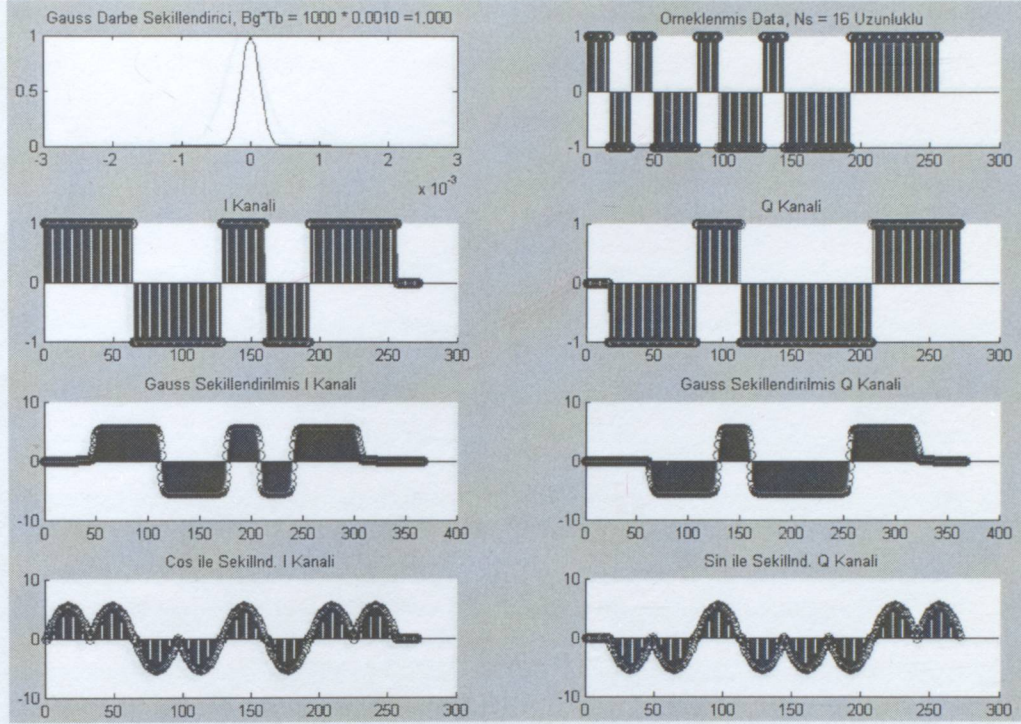 Gauss Darbe Sekillendirici, Bg*Tb = 1000 * 0.0010 =1.000
1
0.5
0
-3 -2 -1 0 1 2 3
x 10^-3
Orneklenmis Data, Ns = 16 Uzunluklu
1
0
-1
0 50 100 150 200 250 300
I Kanali
1
0
-1
0 50 100 150 200 250 300
Q Kanali
1
0
-1
0 50 100 150 200 250 300
Gauss Sekillendirilmis I Kanali
10
0
-10
0 50 100 150 200 250 300 350 400
Gauss Sekillendirilmis Q Kanali
10
0
-10
0 50 100 150 200 250 300 350 400
Cos ile Sekillnd. I Kanali
10
0
-10
0 50 100 150 200 250 300
Sin ile Sekillnd. Q Kanali
10
0
-10
0 50 100 150 200 250 300